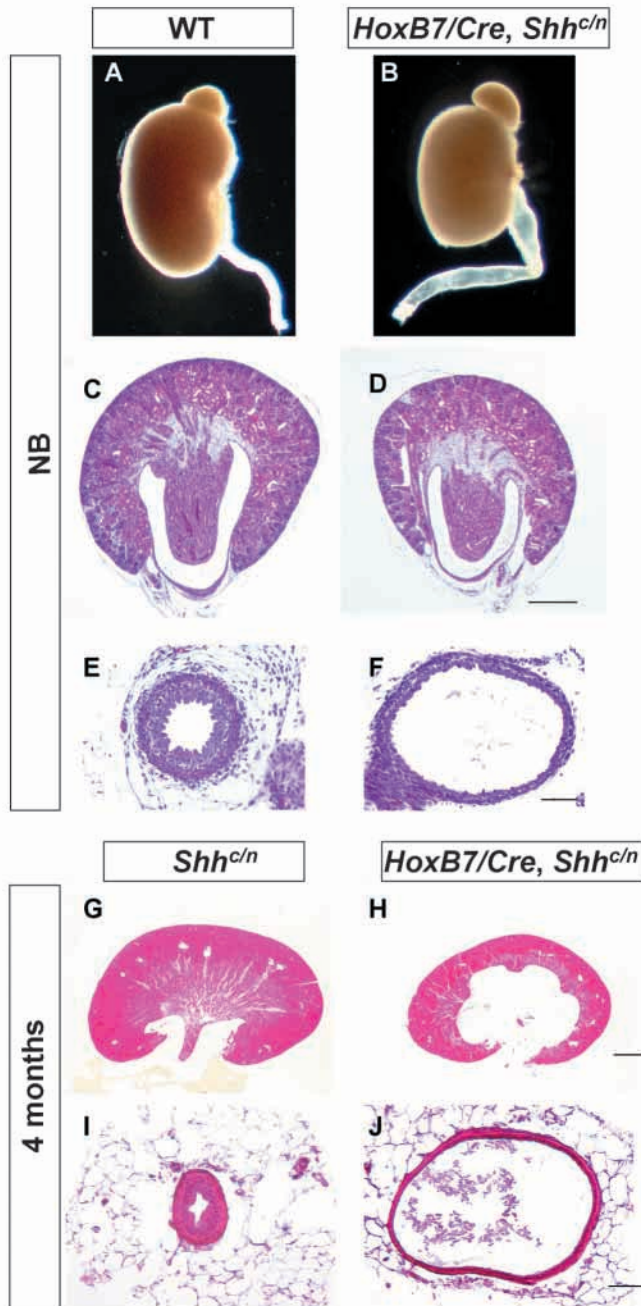 WT
HoxB7/Cre, Shh^c/n
A
B
NB
C
D
E
F
Shh^c/n
HoxB7/Cre, Shh^c/n
G
H
4 months
I
J